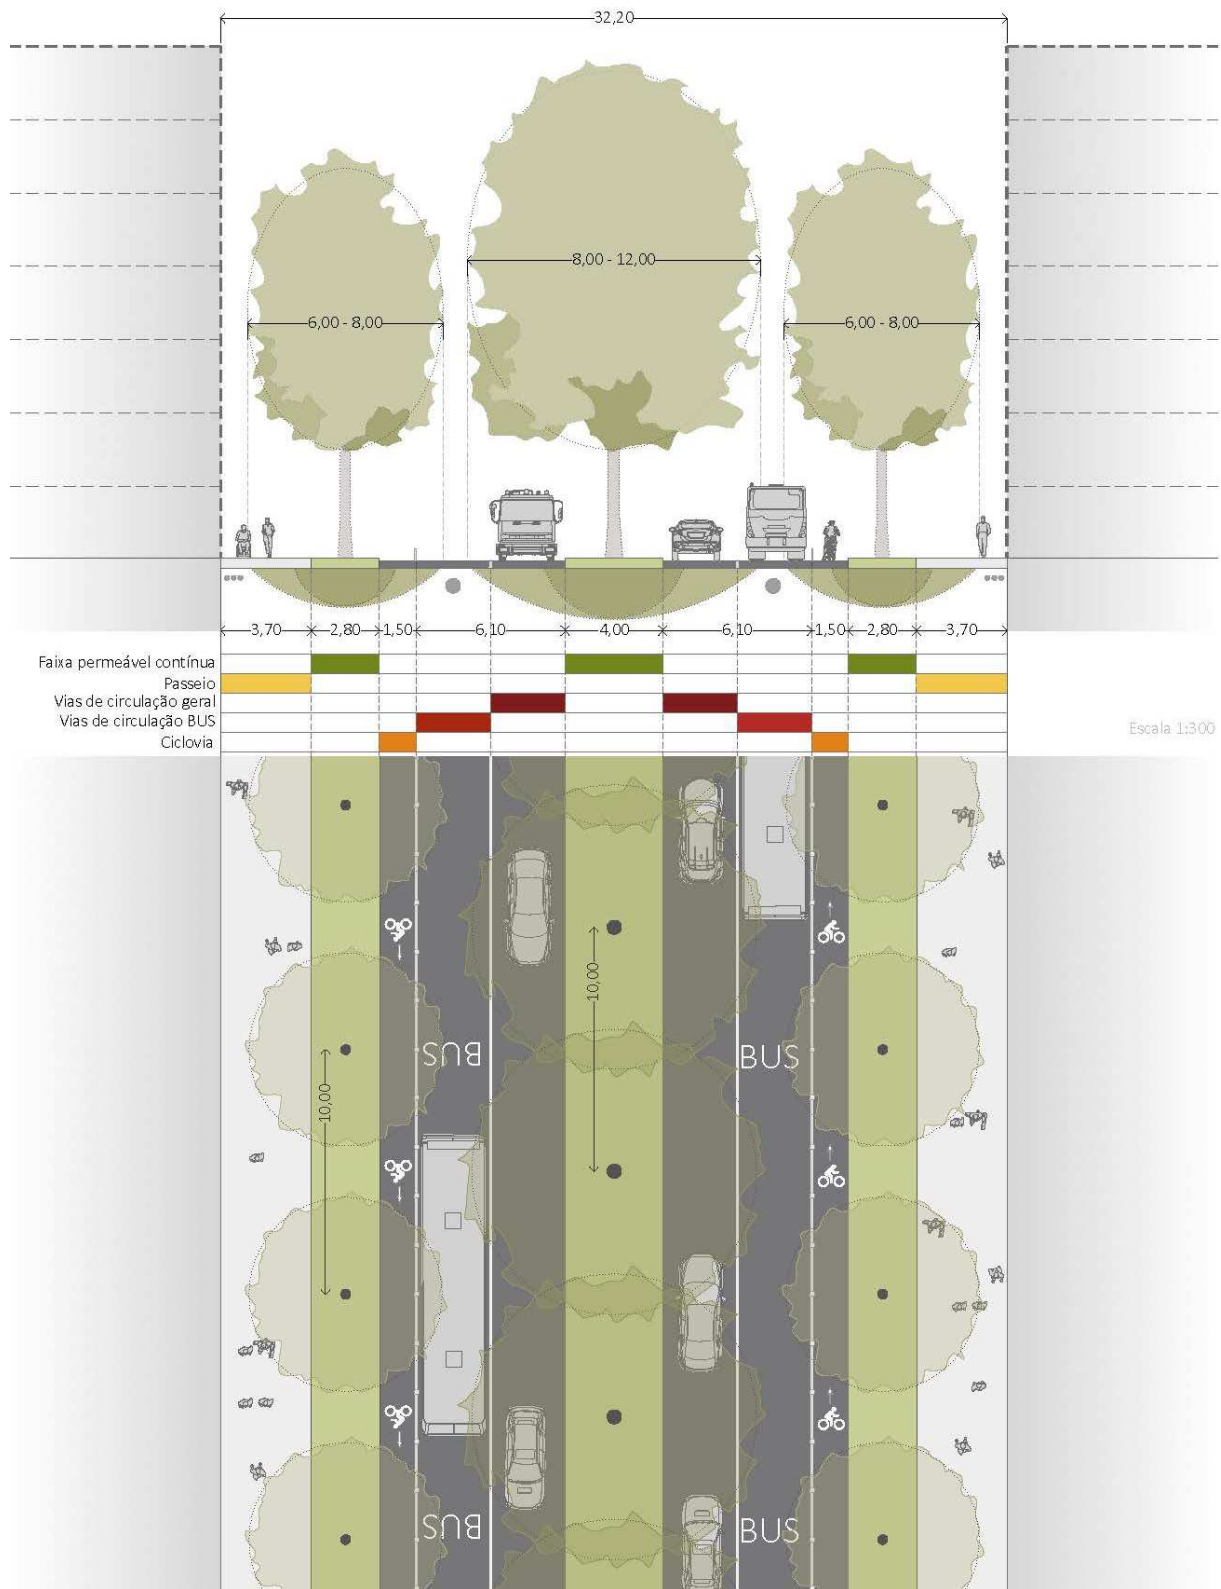 32,20
8,00 - 12,00
6,00 - 8,00
6,00 - 8,00
3,70 2,80 1,50 6,10 4,00 6,10 1,50 2,80 3,70
Faixa permeável contínua
Passeio
Vias de circulação geral
Vias de circulação BUS
Escala 1:300
Ciclovia
10,00
BUS BUS
10,00
BUS BUS